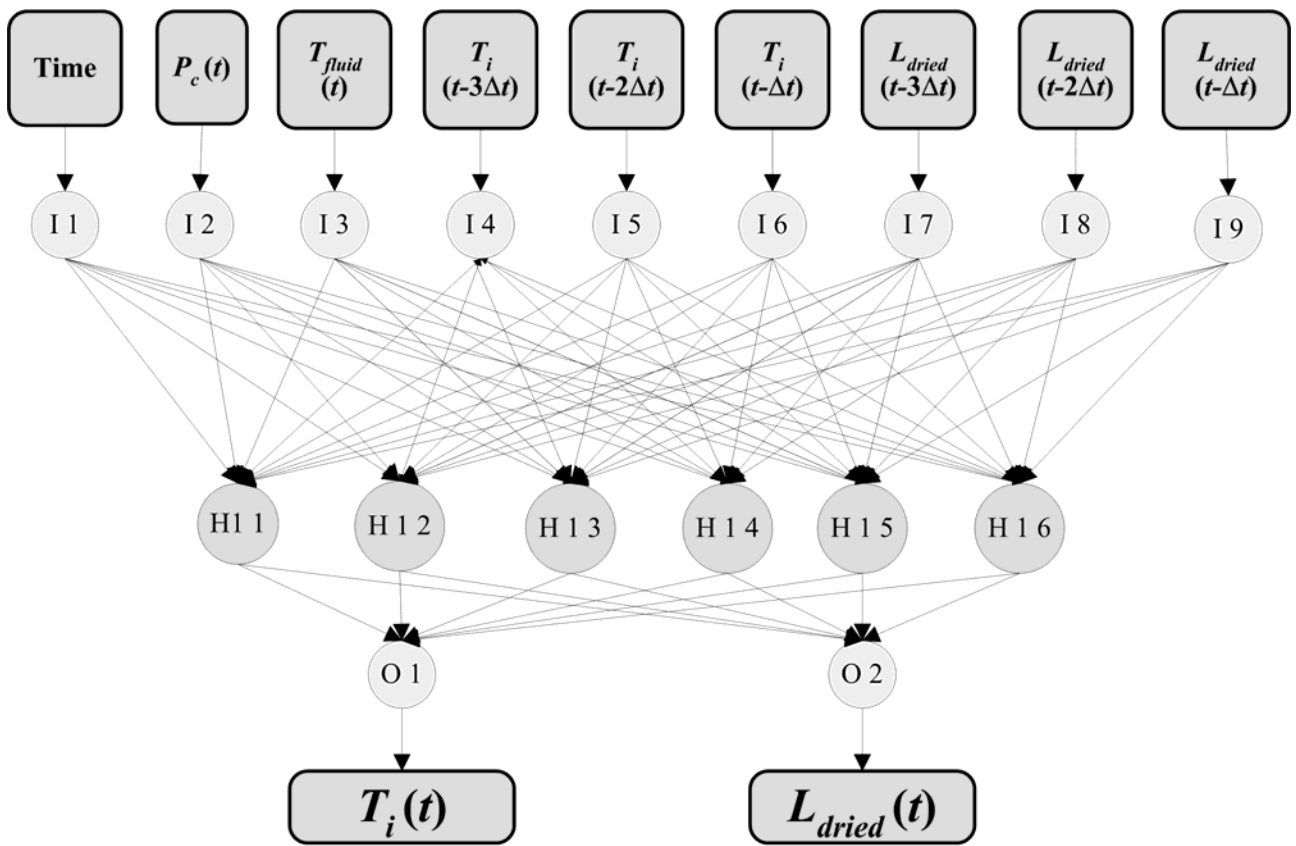 Time
P_c (t)
T_fluid
(t)
T_i
(t-3Δt)
T_i
(t-2Δt)
T_i
(t-Δt)
L_dried
(t-3Δt)
L_dried
(t-2Δt)
L_dried
(t-Δt)
I 1
I 2
I 3
I 4
I 5
I 6
I 7
I 8
I 9
H1 1
H 1 2
H 1 3
H 1 4
H 1 5
H 1 6
O 1
O 2
T_i (t)
L_dried (t)